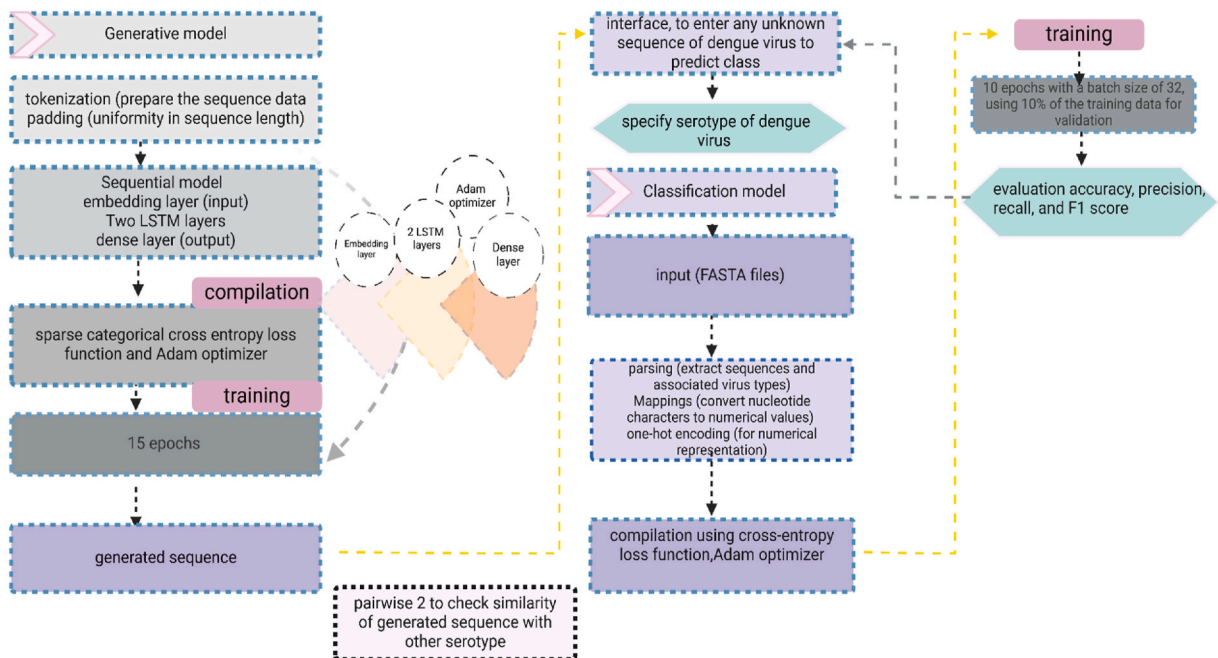 Generative model
tokenization (prepare the sequence data
padding (uniformity in sequence length)
Sequential model
embedding layer (input)
Two LSTM layers
dense layer (output)
compilation
sparse categorical cross entropy loss
function and Adam optimizer
training
15 epochs
generated sequence
Adam
optimizer
2 LSTM
layers
Embedding
layer
Dense
layer
pairwise 2 to check similarity
of generated sequence with
other serotype
interface, to enter any unknown
sequence of dengue virus to
predict class
specify serotype of dengue
virus
Classification model
input (FASTA files)
parsing (extract sequences and
associated virus types)
Mappings (convert nucleotide
characters to numerical values)
one-hot encoding (for numerical
representation)
compilation using cross-entropy
loss function,Adam optimizer
training
10 epochs with a batch size of 32,
using 10% of the training data for
validation
evaluation accuracy, precision,
recall, and F1 score